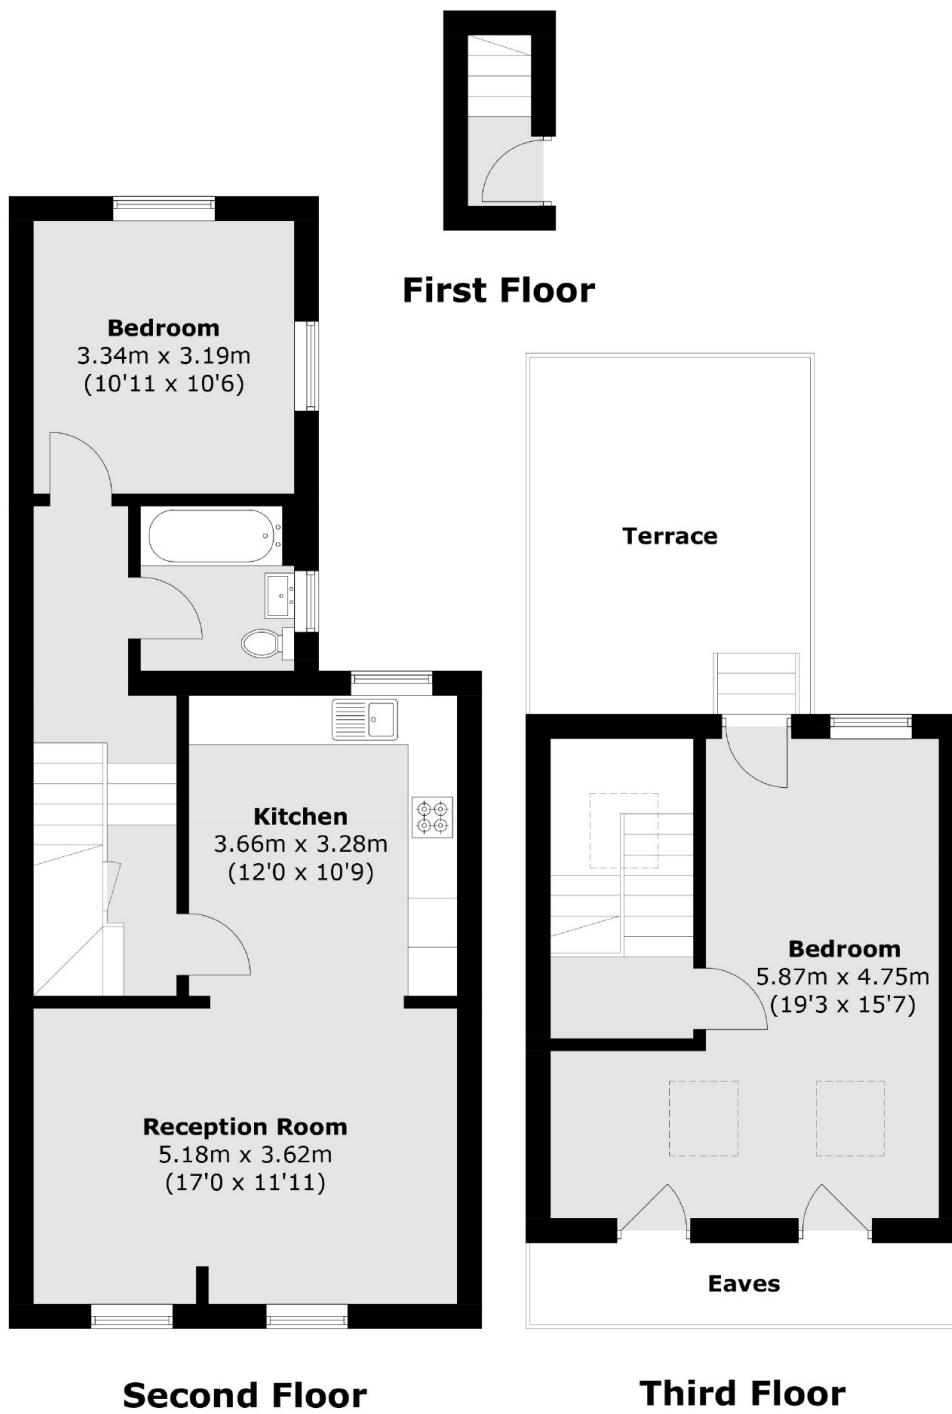 First Floor
Bedroom
3.34m x 3.19m
(10'11 x 10'6)
Terrace
Kitchen
3.66m x 3.28m
(12'0 x 10'9)
Bedroom
5.87m x 4.75m
(19'3 x 15'7)
Reception Room
5.18m x 3.62m
(17'0 x 11'11)
Eaves
Second Floor
Third Floor